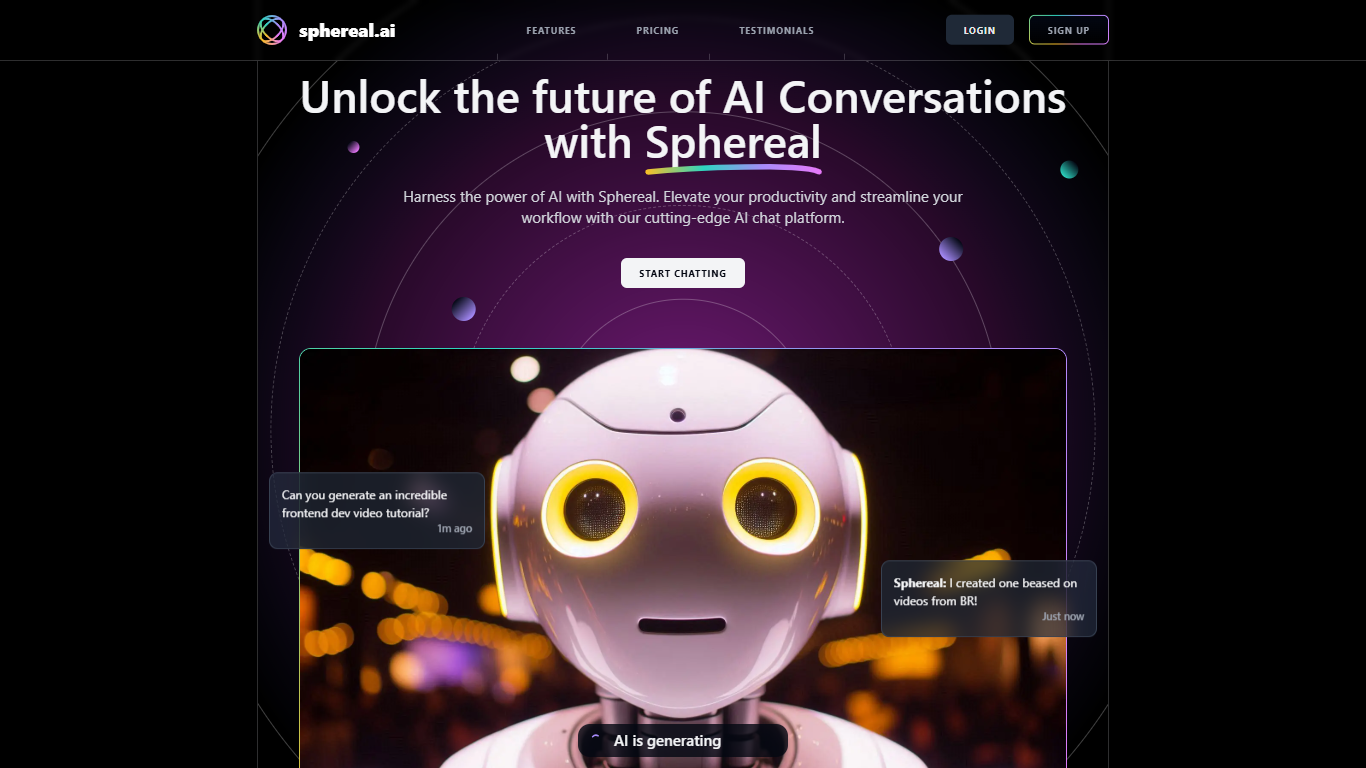 sphereal.ai
FEATURES
PRICING
TESTIMONIALS
LOGIN
SIGN UP
Unlock the future of AI Conversations
with Sphereal
Harness the power of AI with Sphereal. Elevate your productivity and streamline your
workflow with our cutting-edge AI chat platform.
START CHATTING
Can you generate an incredible
frontend dev video tutorial?
1m ago
Sphereal: I created one beased on
videos from BR!
Just now
AI is generating